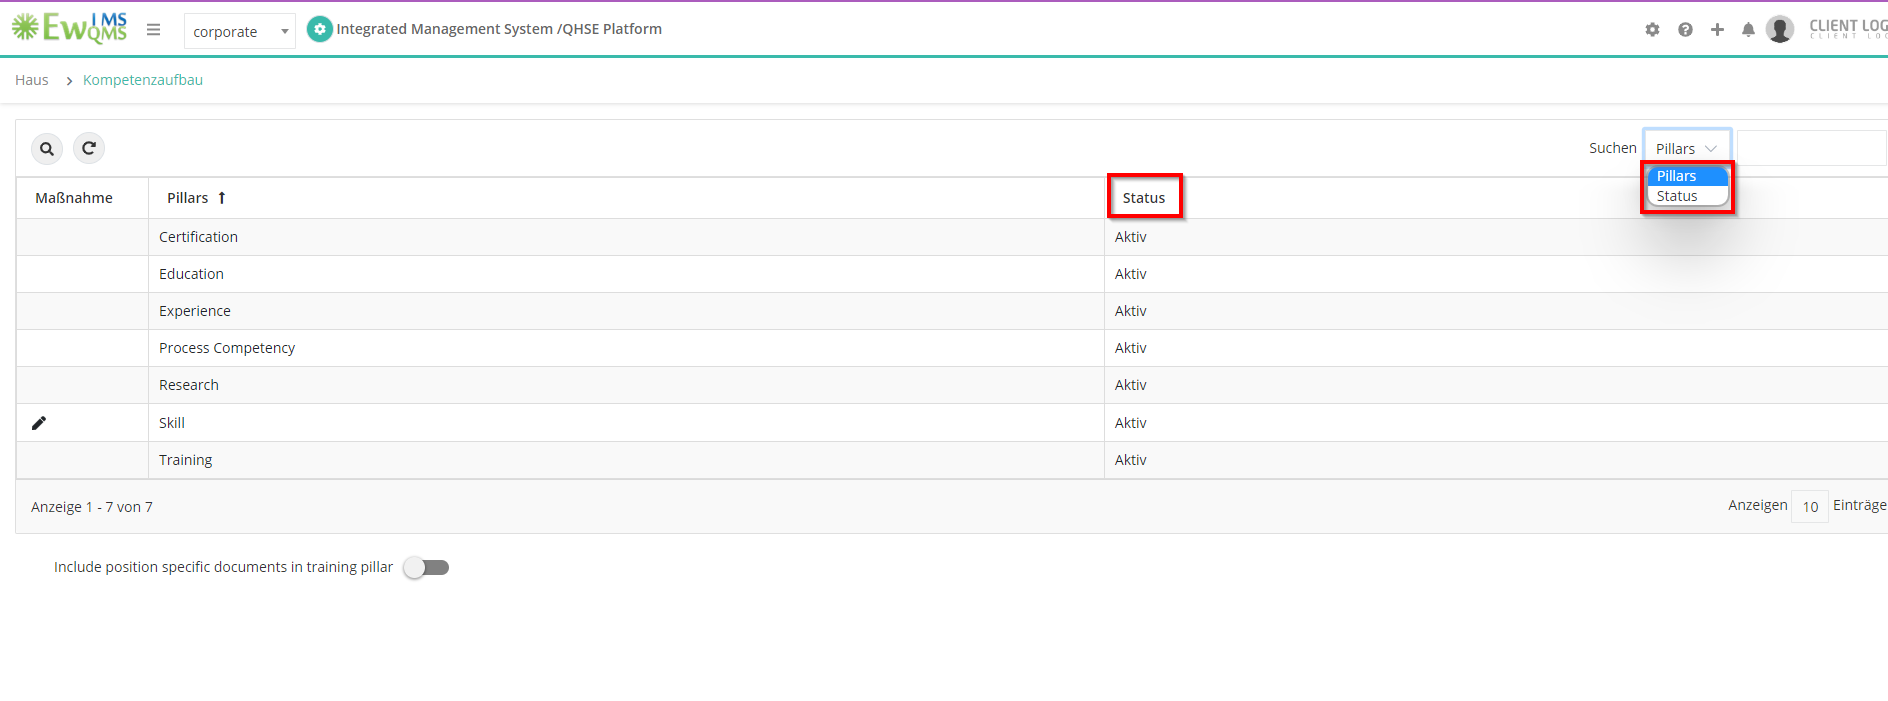 EwQMS IMS
corporate
Integrated Management System /QHSE Platform
CLIENT LOG
CLIENT LOG
Haus > Kompetenzaufbau
Suchen Pillars
Pillars
Status
Maßnahme Pillars ↑ Status
Certification Aktiv
Education Aktiv
Experience Aktiv
Process Competency Aktiv
Research Aktiv
Skill Aktiv
Training Aktiv
Anzeige 1 - 7 von 7
Anzeigen 10 Einträge
Include position specific documents in training pillar